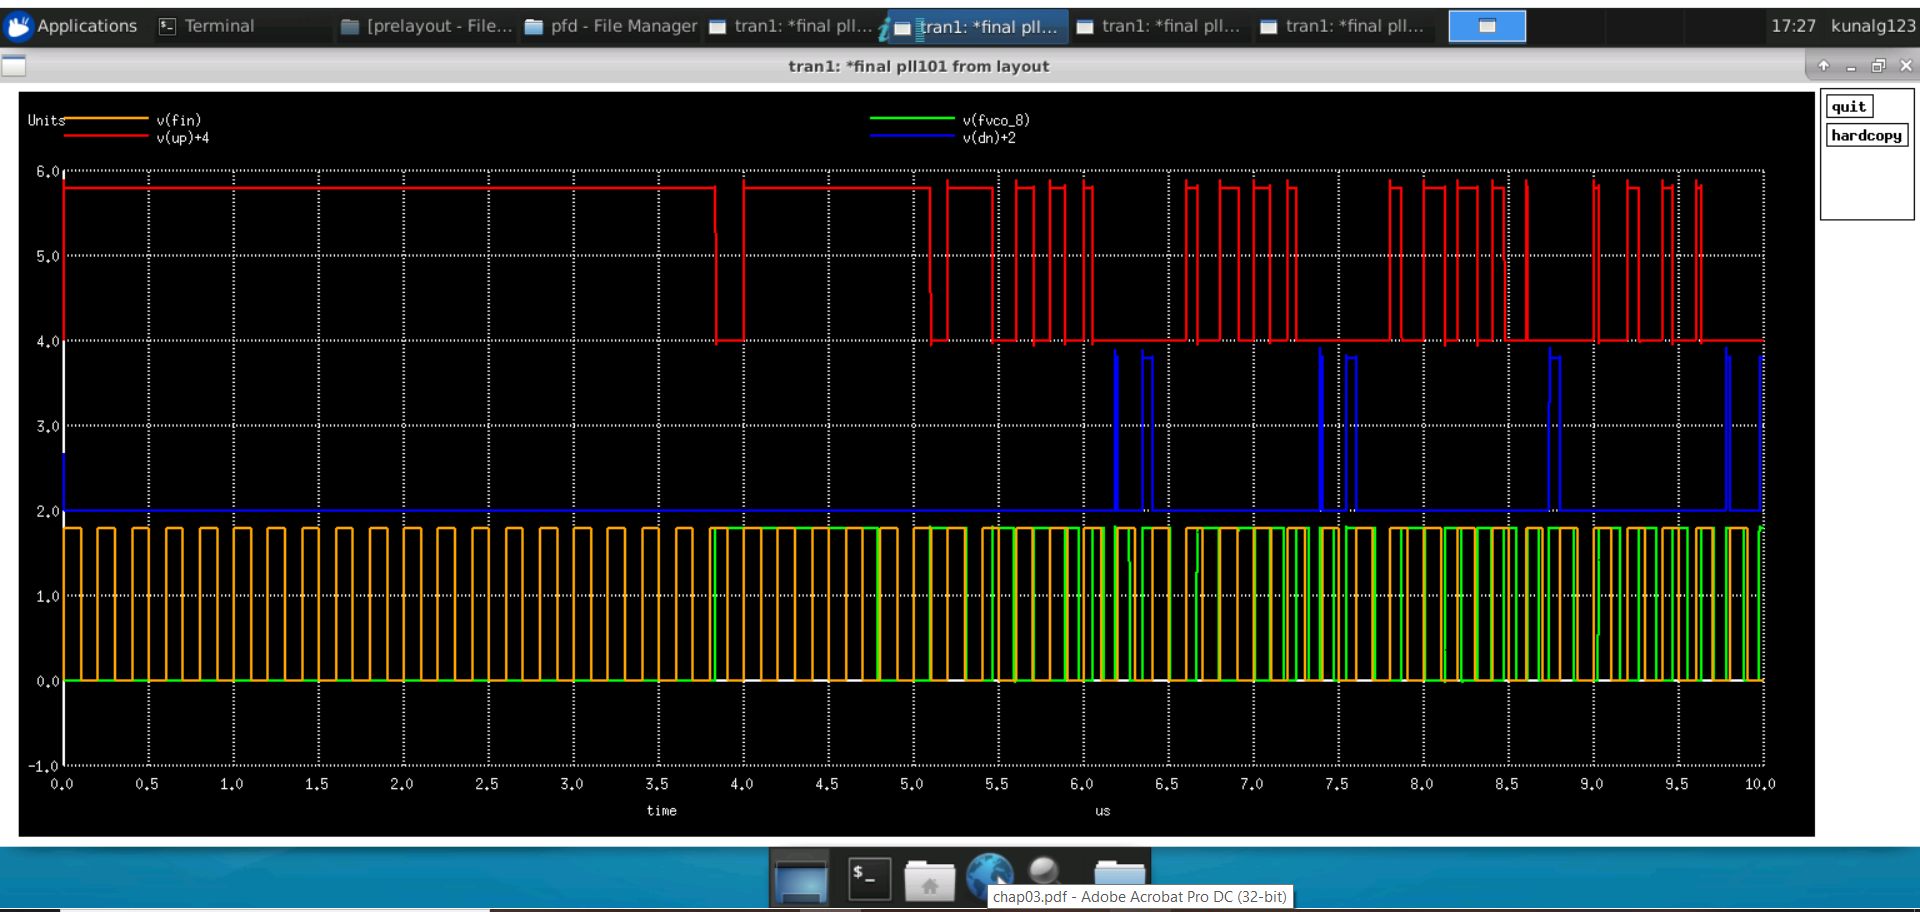 Applications Terminal [prelayout - File... pfd - File Manager tran1: *final pll... tran1: *final pll... tran1: *final pll... tran1: *final pll... 17:27 kunalg123
tran1: *final pll101 from layout
quit
hardcopy
Units v(fin) v(fvco_8)
v(up)+4 v(dn)+2
6.0
5.0
4.0
3.0
2.0
1.0
0.0
-1.0
0.0 0.5 1.0 1.5 2.0 2.5 3.0 3.5 4.0 4.5 5.0 5.5 6.0 6.5 7.0 7.5 8.0 8.5 9.0 9.5 10.0
time us
$_
chap03.pdf - Adobe Acrobat Pro DC (32-bit)